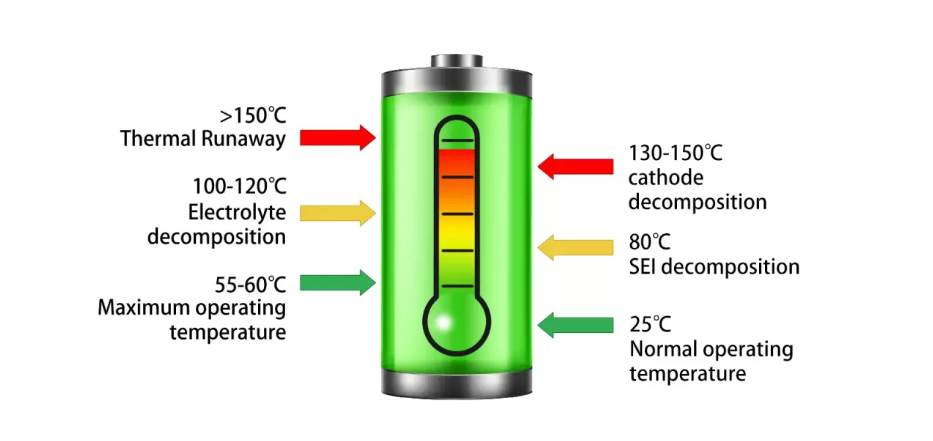 >150℃
Thermal Runaway
100-120℃
Electrolyte
decomposition
55-60℃
Maximum operating
temperature
130-150℃
cathode
decomposition
80℃
SEI decomposition
25℃
Normal operating
temperature